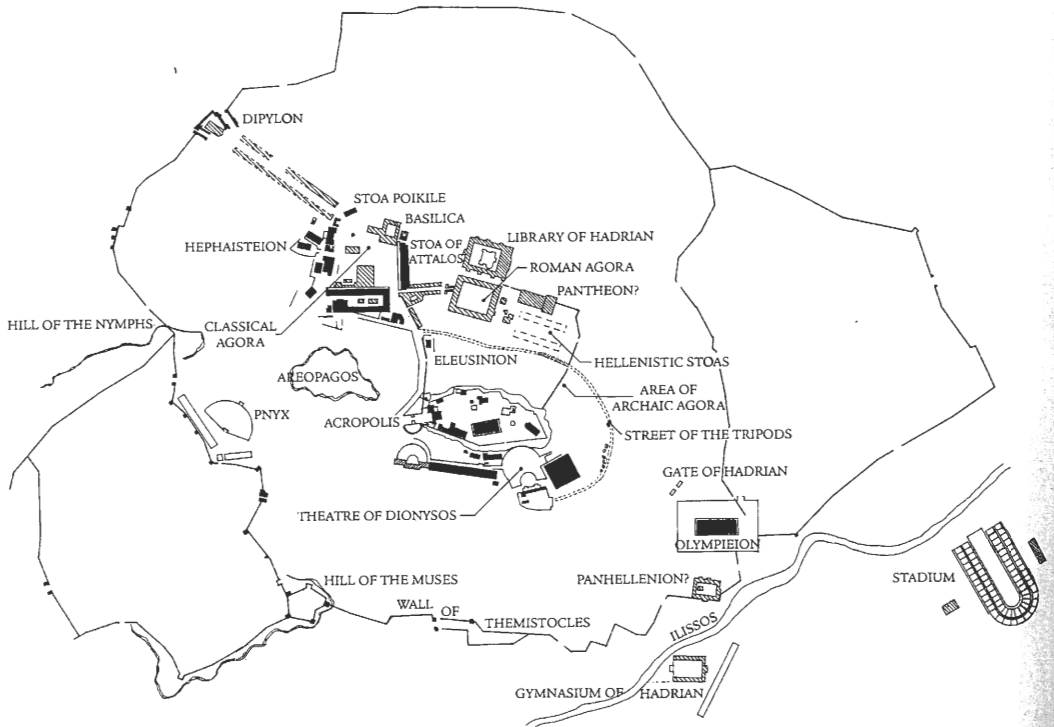 DIPYLON
STOA POIKILE
BASILICA
HEPHAISTEION
STOA OF
ATTALOS
LIBRARY OF HADRIAN
ROMAN AGORA
PANTHEON?
HILL OF THE NYMPHS
CLASSICAL
AGORA
ELEUSINION
HELLENISTIC STOAS
AREOPAGOS
AREA OF
ARCHAIC AGORA
PNYX
ACROPOLIS
STREET OF THE TRIPODS
GATE OF HADRIAN
THEATRE OF DIONYSOS
OLYMPIEION
STADIUM
HILL OF THE MUSES
PANHELLENION?
WALL OF THEMISTOCLES
ILISSOS
GYMNASIUM OF HADRIAN